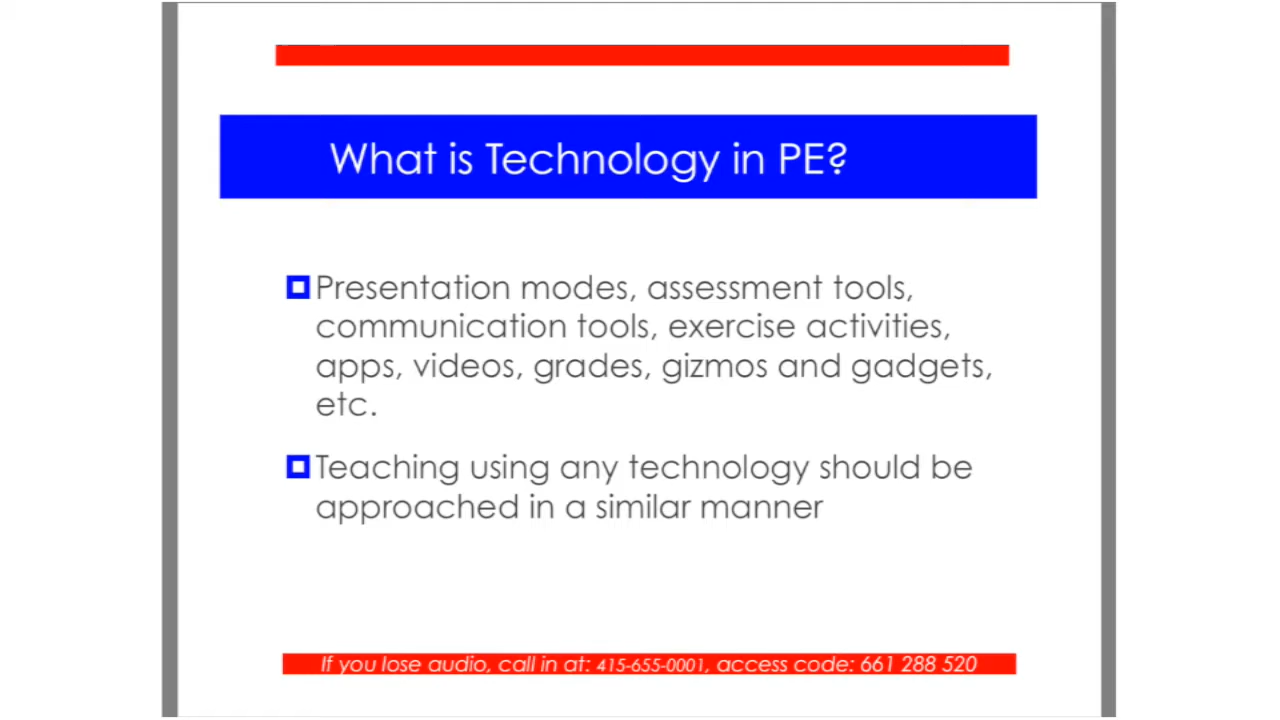 What is Technology in PE?
Presentation modes, assessment tools,
communication tools, exercise activities,
apps, videos, grades, gizmos and gadgets,
etc.
Teaching using any technology should be
approached in a similar manner
If you lose audio, call in at: 415-655-0001, access code: 661 288 520